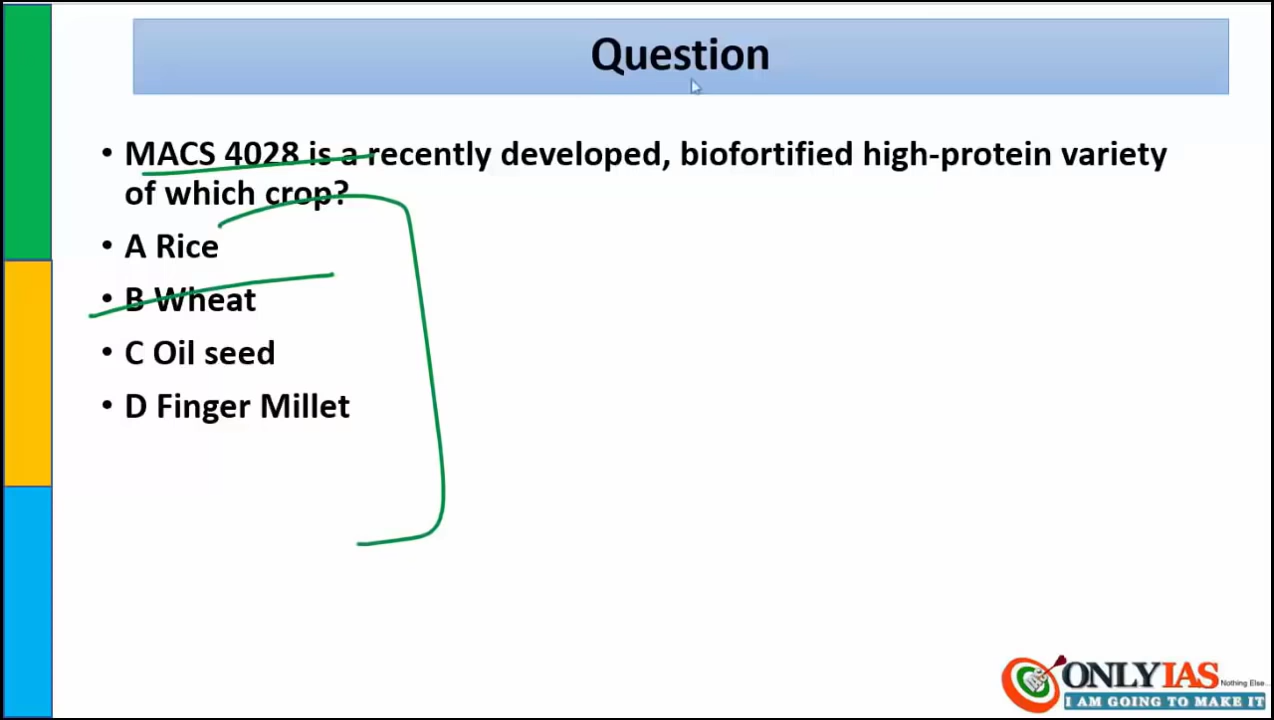 Question
• MACS 4028 is a recently developed, biofortified high-protein variety
of which crop?
• A Rice
• B Wheat
• C Oil seed
• D Finger Millet
ONLYIAS
Nothing Else..
I AM GOING TO MAKE IT